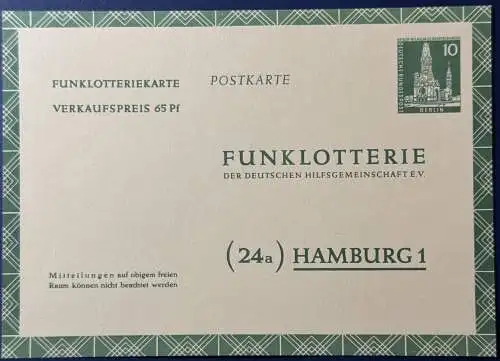 FUNKLOTTERIEKARTE
VERKAUFSPREIS 65 Pf
POSTKARTE
10
DEUTSCHE BUNDESPOST
BERLIN
FUNKLOTTERIE
DER DEUTSCHEN HILFSGEMEINSCHAFT E.V.
(24a) HAMBURG 1
Mitteilungen auf obigem freien
Raum können nicht beachtet werden